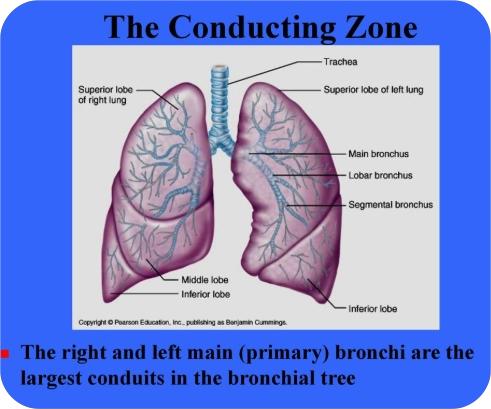 The Conducting Zone
Trachea
Superior lobe
of right lung
Superior lobe of left lung
Main bronchus
Lobar bronchus
Segmental bronchus
Middle lobe
Inferior lobe
Inferior lobe
Copyright © Pearson Education, Inc., publishing as Benjamin Cummings.
The right and left main (primary) bronchi are the
largest conduits in the bronchial tree